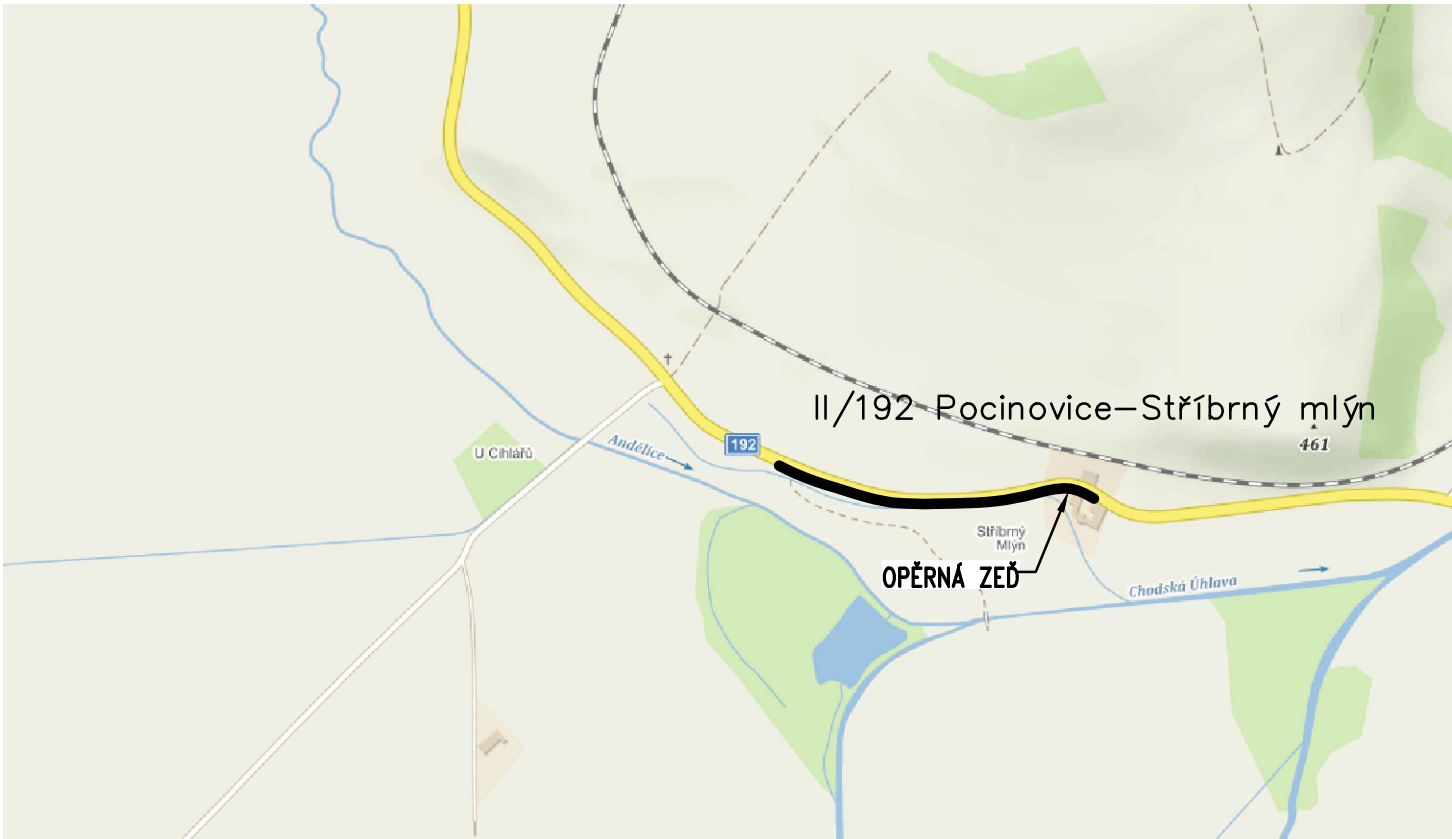 II/192 Pocinovice–Stříbrný mlýn
461
192
Andělice
U Cihlářů
Stříbrný
Mlýn
OPĚRNÁ ZEĎ
Chodská Úhlava